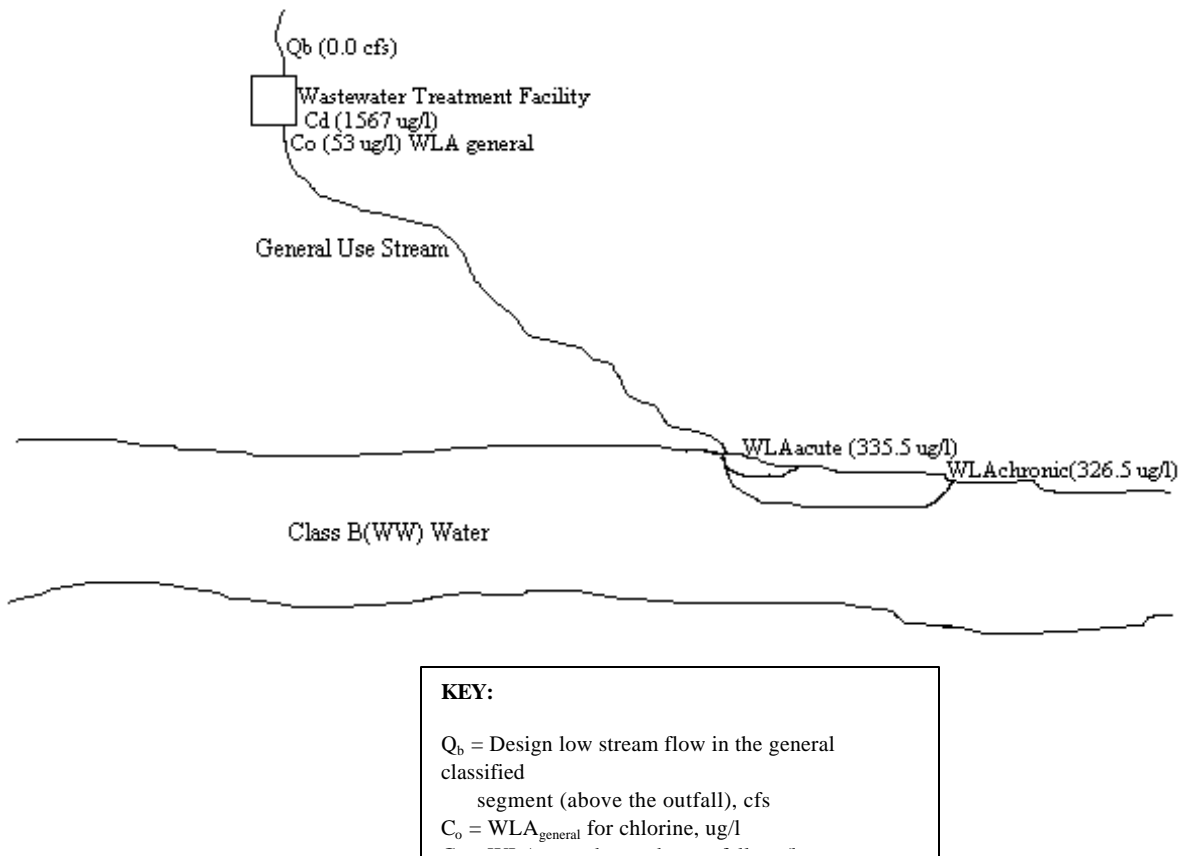 Qb (0.0 cfs)
Wastewater Treatment Facility
Cd (1567 ug/l)
Co (53 ug/l) WLA general
General Use Stream
WLAacute (335.5 ug/l)
WLAchronic(326.5 ug/l)
Class B(WW) Water
KEY:
Qb = Design low stream flow in the general
classified
segment (above the outfall), cfs
Co = WLAgeneral for chlorine, ug/l